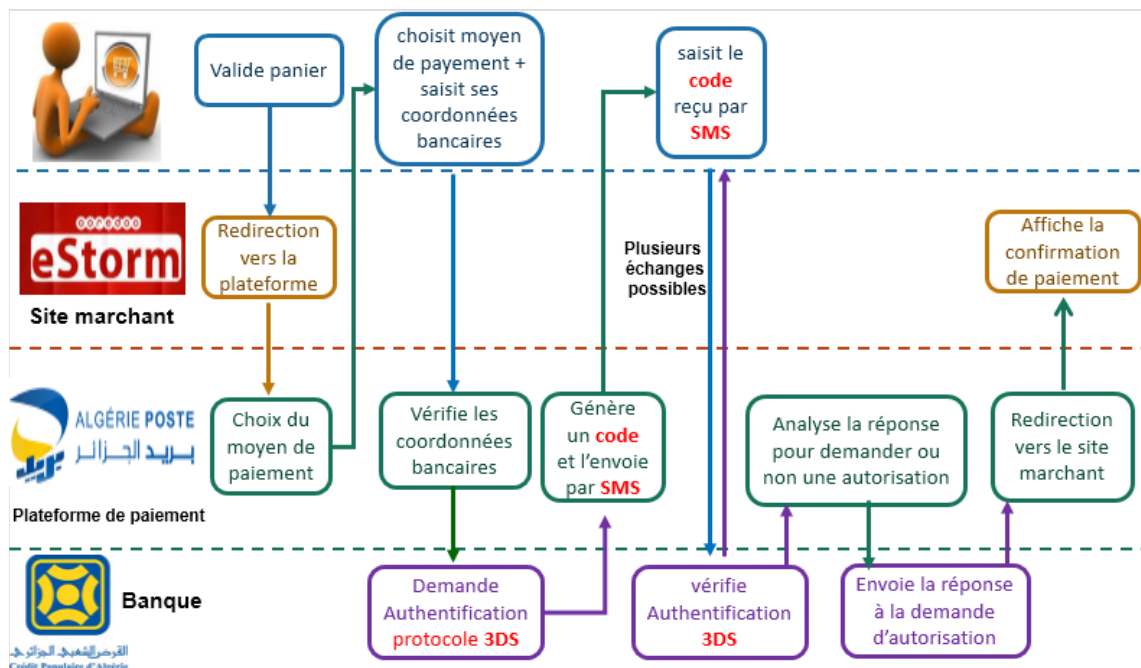 Valide panier
choisit moyen
de payement +
saisit ses
coordonnées
bancaires
saisit le
code
reçu par
SMS
ooredoo
eStorm
Site marchant
Redirection
vers la
plateforme
Plusieurs
échanges
possibles
Affiche la
confirmation
de paiement
ALGÉRIE POSTE
بريد الجزائر
Plateforme de paiement
Choix du
moyen de
paiement
Vérifie les
coordonnées
bancaires
Génère
un code
et l’envoie
par SMS
Analyse la réponse
pour demander ou
non une autorisation
Redirection
vers le site
marchant
Banque
القرض الشعبي الجزائري
Crédit Populaire d'Algérie
Demande
Authentification
protocole 3DS
vérifie
Authentification
3DS
Envoie la réponse
à la demande
d’autorisation